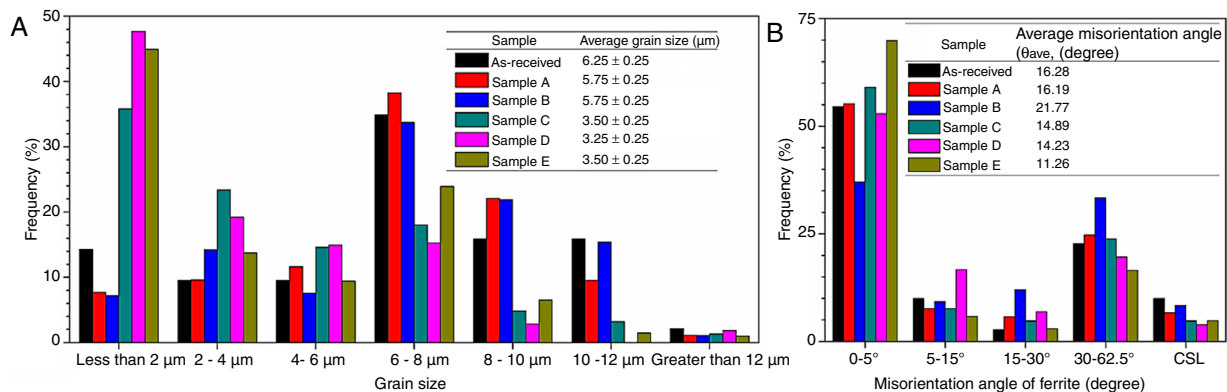 A
50
40
30
20
10
0
Frequency (%)
Sample Average grain size (μm)
As-received 6.25 ± 0.25
Sample A 5.75 ± 0.25
Sample B 5.75 ± 0.25
Sample C 3.50 ± 0.25
Sample D 3.25 ± 0.25
Sample E 3.50 ± 0.25
Less than 2 μm 2 - 4 μm 4- 6 μm 6 - 8 μm 8 - 10 μm 10 -12 μm Greater than 12 μm
Grain size
B
75
50
25
0
Frequency (%)
Sample Average misorientation angle
(θave, (degree)
As-received 16.28
Sample A 16.19
Sample B 21.77
Sample C 14.89
Sample D 14.23
Sample E 11.26
0-5° 5-15° 15-30° 30-62.5° CSL
Misorientation angle of ferrite (degree)